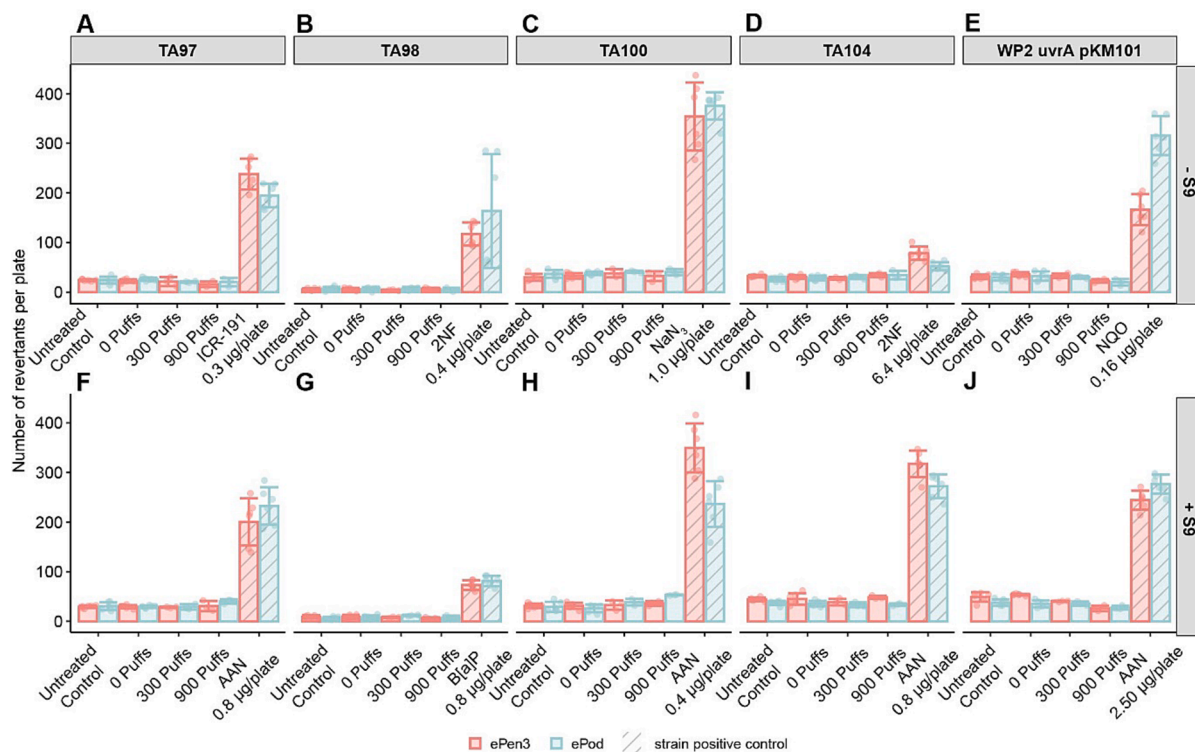 A B C D E
TA97 TA98 TA100 TA104 WP2 uvrA pKM101
Number of revertants per plate
400
300
200
100
0
- S9
Untreated Control 0 Puffs 300 Puffs 900 Puffs ICR-191 0.3 µg/plate
Untreated Control 0 Puffs 300 Puffs 900 Puffs 2NF 0.4 µg/plate
Untreated Control 0 Puffs 300 Puffs 900 Puffs NaN3 1.0 µg/plate
Untreated Control 0 Puffs 300 Puffs 900 Puffs 2NF 6.4 µg/plate
Untreated Control 0 Puffs 300 Puffs 900 Puffs NQO 0.16 µg/plate
F G H I J
400
300
200
100
0
+ S9
Untreated Control 0 Puffs 300 Puffs 900 Puffs AAN 0.8 µg/plate
Untreated Control 0 Puffs 300 Puffs 900 Puffs B[a]P 0.8 µg/plate
Untreated Control 0 Puffs 300 Puffs 900 Puffs AAN 0.4 µg/plate
Untreated Control 0 Puffs 300 Puffs 900 Puffs AAN 0.8 µg/plate
Untreated Control 0 Puffs 300 Puffs 900 Puffs AAN 2.50 µg/plate
ePen3 ePod strain positive control